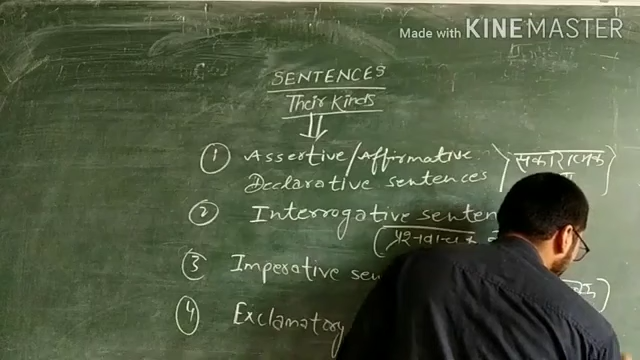 Made with KINEMASTER
SENTENCES
Their Kinds
① Assertive/Affirmative
Declarative sentences
सकारात्मक
② Interrogative senten
(प्रश्नवाचक
③ Imperative sen
④ Exclamatory